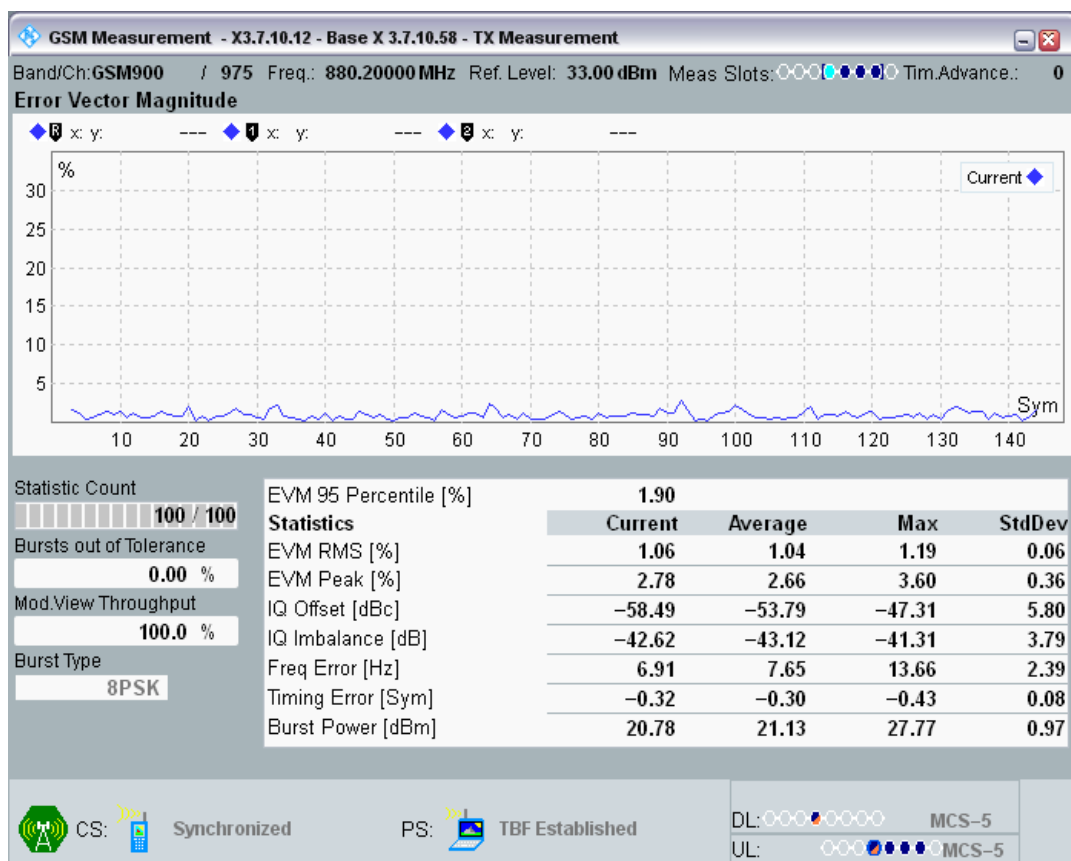 GSM Measurement - X3.7.10.12 - Base X 3.7.10.58 - TX Measurement
Band/Ch:GSM900 / 975 Freq.: 880.20000 MHz Ref. Level: 33.00 dBm Meas Slots: Tim.Advance.: 0
Error Vector Magnitude
R x: y: --- 1 x: y: --- 2 x: y: ---
%
Current
30
25
20
15
10
5
Sym
10 20 30 40 50 60 70 80 90 100 110 120 130 140
Statistic Count
100 / 100
Bursts out of Tolerance
0.00 %
Mod.View Throughput
100.0 %
Burst Type
8PSK
EVM 95 Percentile [%] 1.90
Statistics Current Average Max StdDev
EVM RMS [%] 1.06 1.04 1.19 0.06
EVM Peak [%] 2.78 2.66 3.60 0.36
IQ Offset [dBc] −58.49 −53.79 −47.31 5.80
IQ Imbalance [dB] −42.62 −43.12 −41.31 3.79
Freq Error [Hz] 6.91 7.65 13.66 2.39
Timing Error [Sym] −0.32 −0.30 −0.43 0.08
Burst Power [dBm] 20.78 21.13 27.77 0.97
CS: Synchronized PS: TBF Established
DL: MCS−5
UL: MCS−5